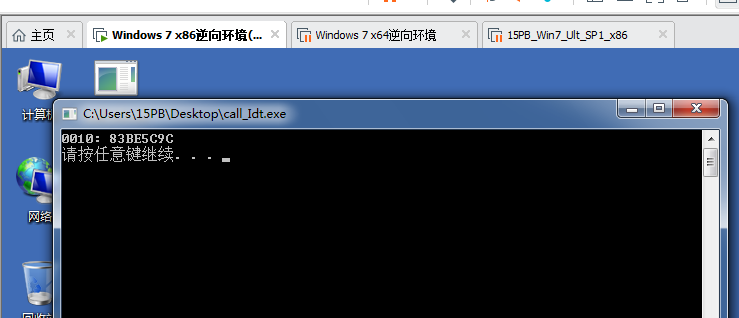 主页
Windows 7 x86逆向环境(...
Windows 7 x64逆向环境
15PB_Win7_Ult_SP1_x86
C:\Users\15PB\Desktop\call_Idt.exe
0010: 83BE5C9C
请按任意键继续. . .
计算机
网络
回收站